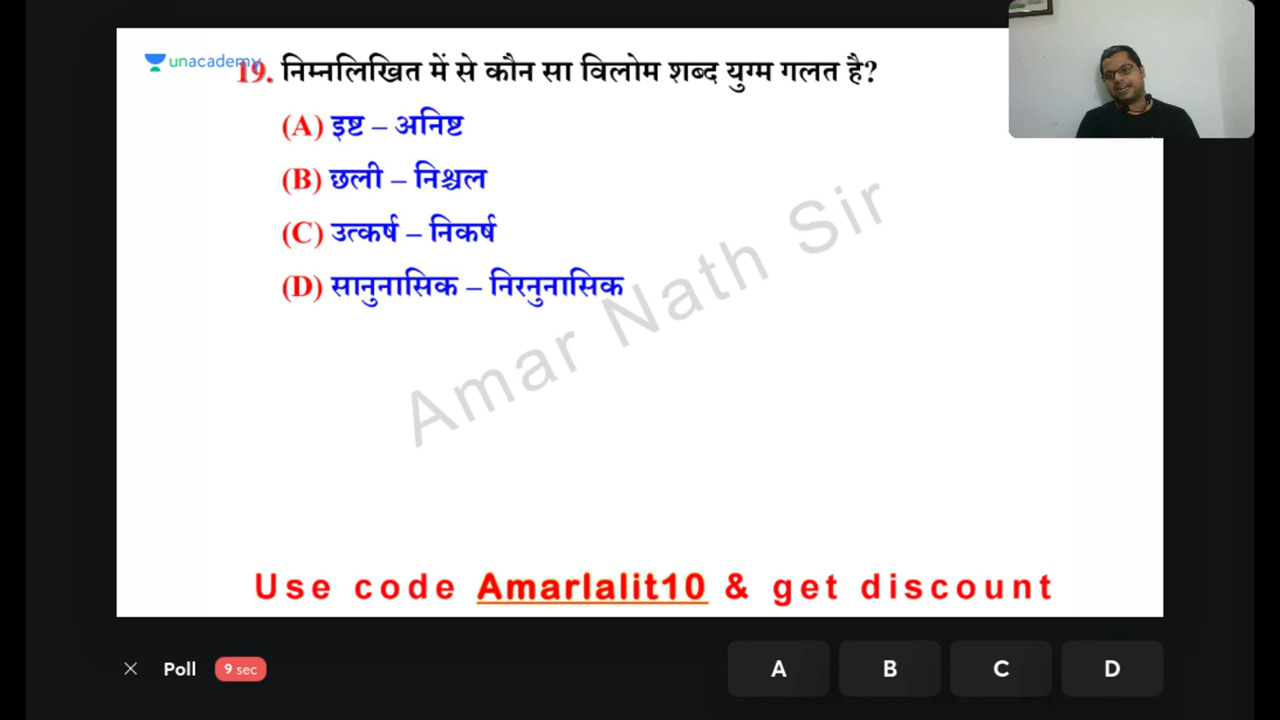 unacademy
19. निम्नलिखित में से कौन सा विलोम शब्द युग्म गलत है?
(A) इष्ट – अनिष्ट
(B) छली – निश्चल
(C) उत्कर्ष – निकर्ष
(D) सानुनासिक – निरनुनासिक
Amar Nath Sir
Use code Amarlalit10 & get discount
Poll 9 sec A B C D